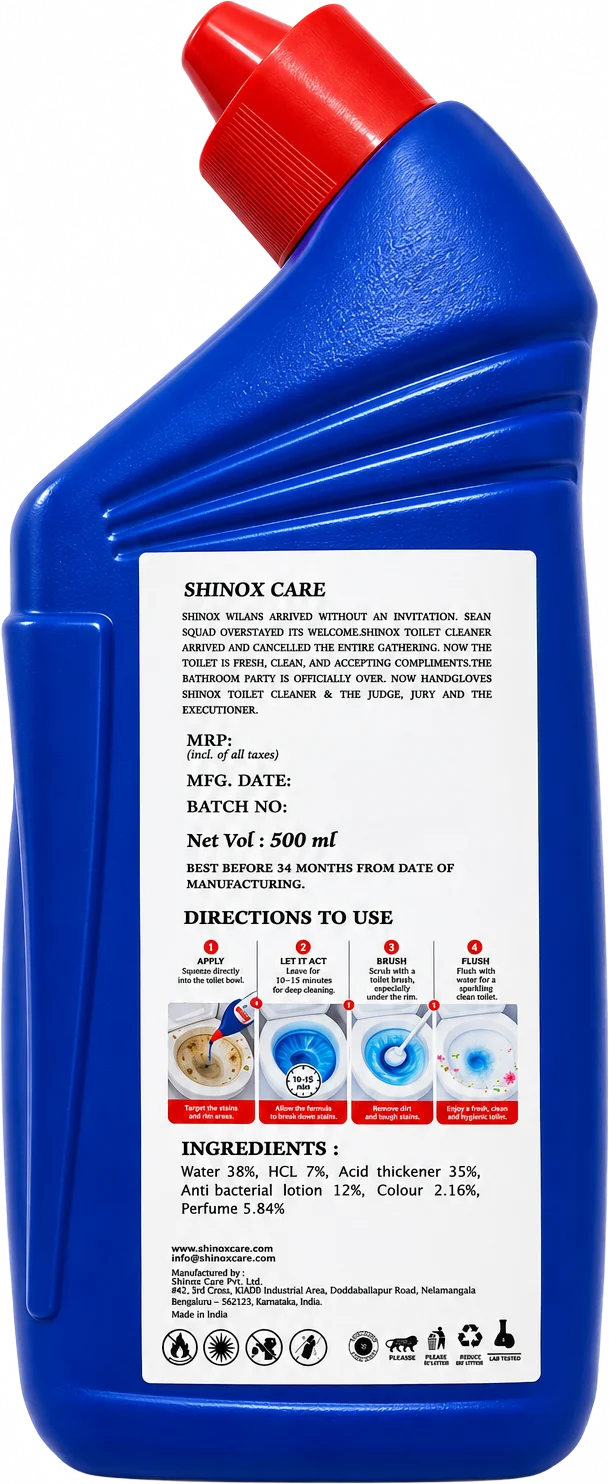 SHINOX CARE
SHINOX WILANS ARRIVED WITHOUT AN INVITATION. SEAN
SQUAD OVERSTAYED ITS WELCOME.SHINOX TOILET CLEANER
ARRIVED AND CANCELLED THE ENTIRE GATHERING. NOW THE
TOILET IS FRESH, CLEAN, AND ACCEPTING COMPLIMENTS.THE
BATHROOM PARTY IS OFFICIALLY OVER. NOW HANDGLOVES
SHINOX TOILET CLEANER & THE JUDGE, JURY AND THE
EXECUTIONER.
MRP:
(incl. of all taxes)
MFG. DATE:
BATCH NO:
Net Vol : 500 ml
BEST BEFORE 34 MONTHS FROM DATE OF
MANUFACTURING.
DIRECTIONS TO USE
1
APPLY
Squeeze directly
into the toilet bowl.
2
LET IT ACT
Leave for
10–15 minutes
for deep cleaning.
3
BRUSH
Scrub with a
toilet brush,
especially
under the rim.
4
FLUSH
Flush with
water for a
sparkling
clean toilet.
10-15
Target the stains
and rim areas.
Allow the formula
to break down stains.
Remove dirt
and tough stains.
Enjoy a fresh, clean
and hygienic toilet.
INGREDIENTS :
Water 38%, HCL 7%, Acid thickener 35%,
Anti bacterial lotion 12%, Colour 2.16%,
Perfume 5.84%
www.shinoxcare.com
info@shinoxcare.com
Manufactured by :
Shinox Care Pvt. Ltd.
#42, 3rd Cross, KIADB Industrial Area, Doddaballapur Road, Nelamangala
Bengaluru – 562123, Karnataka, India.
Made in India
PLEASSE
PLEASE
REDUCE
LAB TESTED